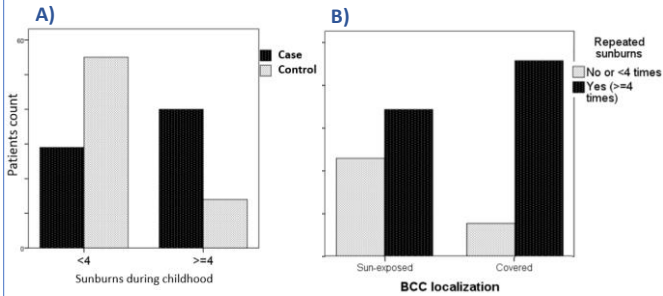 A)
60
0
Patients count
<4
>=4
Sunburns during childhood
Case
Control
B)
Sun-exposed
Covered
BCC localization
Repeated
sunburns
No or <4 times
Yes (>=4
times)